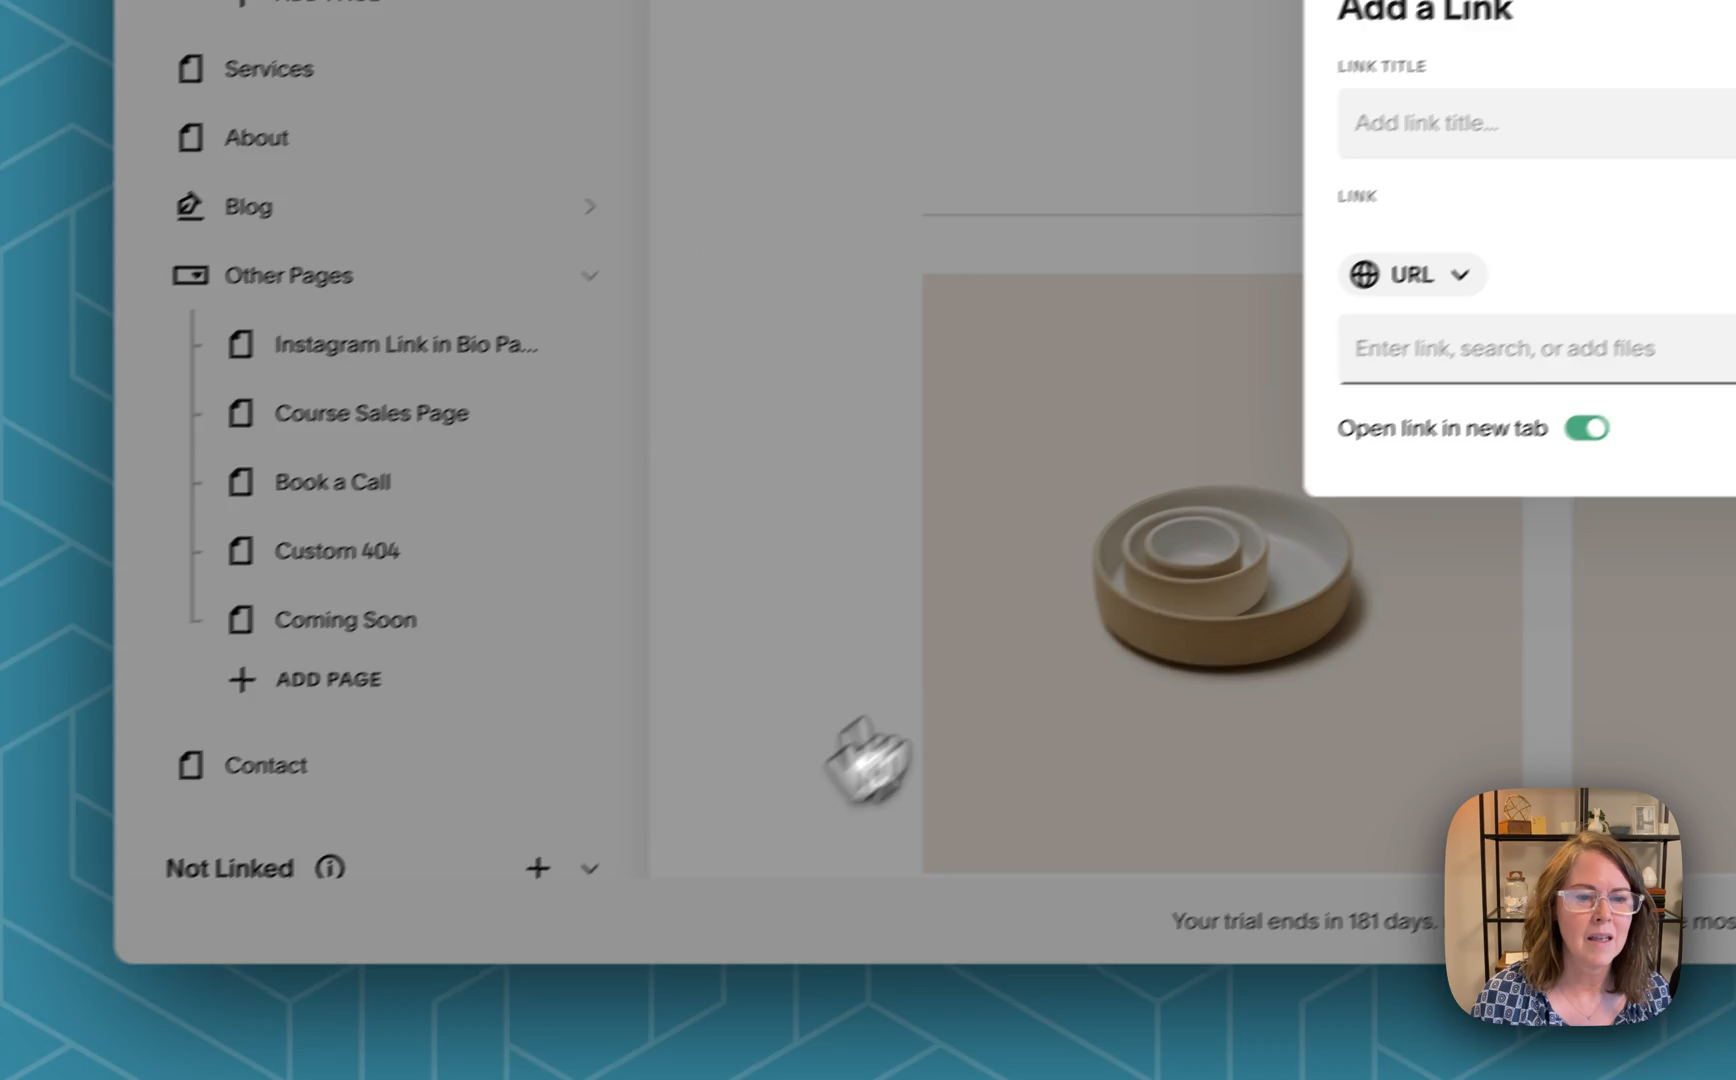 ADD PAGE
Services
About
Blog
Other Pages
Instagram Link in Bio Pa...
Course Sales Page
Book a Call
Custom 404
Coming Soon
ADD PAGE
Contact
Not Linked
Add a Link
LINK TITLE
Add link title...
LINK
URL
Enter link, search, or add files
Open link in new tab
Your trial ends in 181 days.